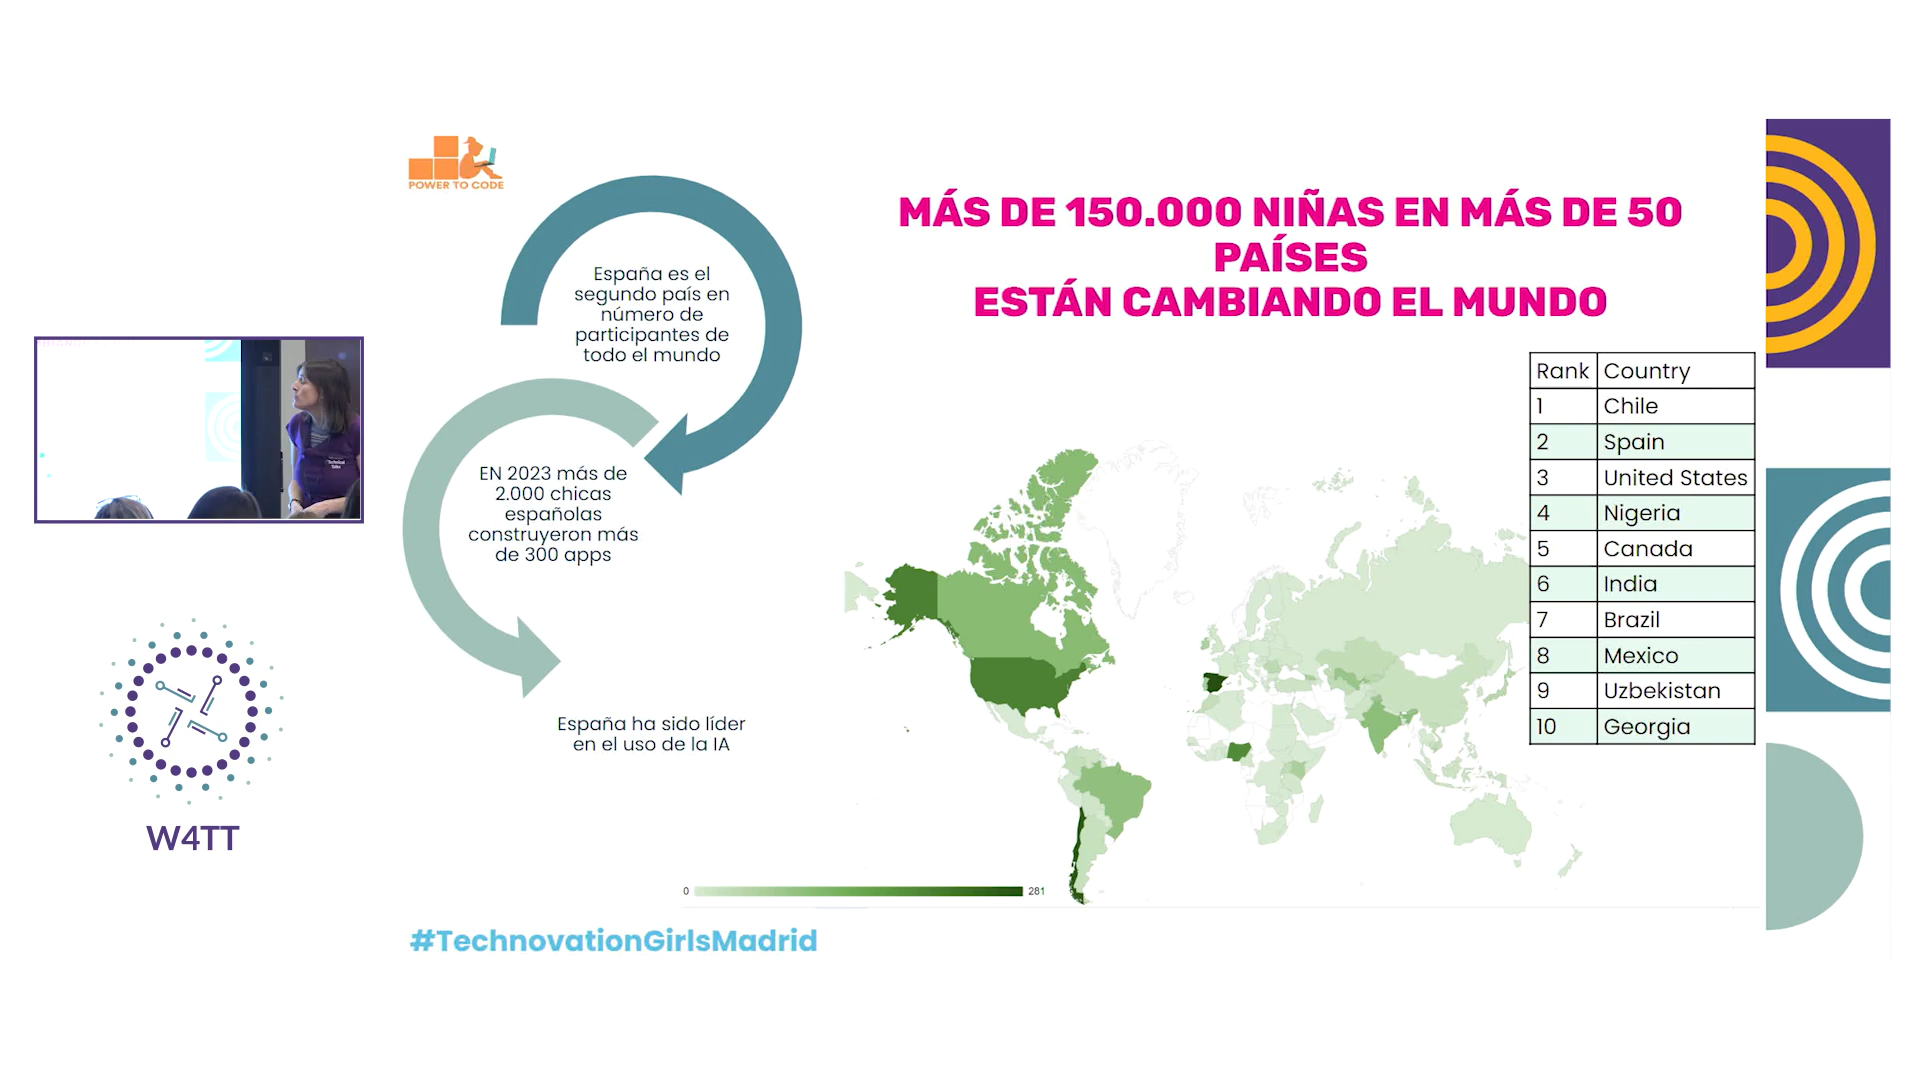 POWER TO CODE
MÁS DE 150.000 NIÑAS EN MÁS DE 50
PAÍSES
ESTÁN CAMBIANDO EL MUNDO
España es el
segundo país en
número de
participantes de
todo el mundo
EN 2023 más de
2.000 chicas
españolas
construyeron más
de 300 apps
España ha sido líder
en el uso de la IA
Rank Country
1 Chile
2 Spain
3 United States
4 Nigeria
5 Canada
6 India
7 Brazil
8 Mexico
9 Uzbekistan
10 Georgia
0 281
#TechnovationGirlsMadrid
Technical
Talks
W4TT